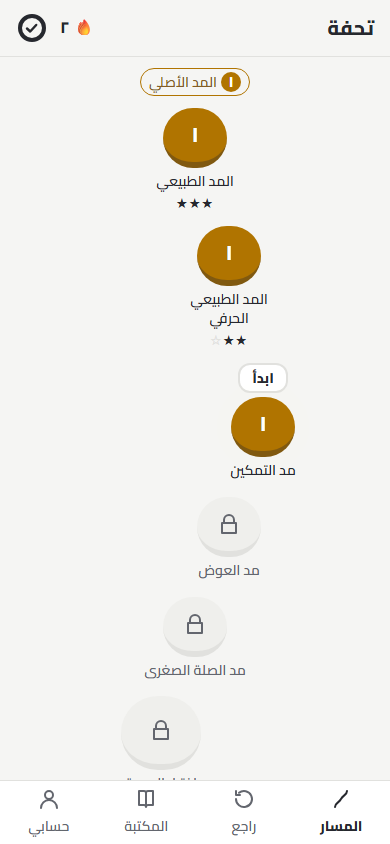 تحفة
٢
ا المد الأصلي
ا
المد الطبيعي
★★★
ا
المد الطبيعي
الحرفي
★★☆
ابدأ
ا
مد التمكين
مد العوض
مد الصلة الصغرى
المسار
راجع
المكتبة
حسابي